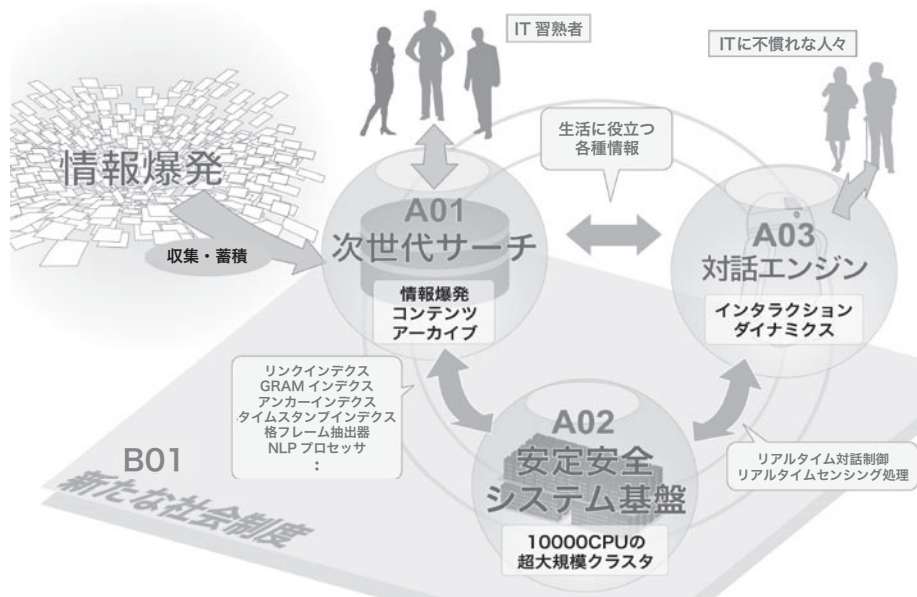 IT 習熟者
ITに不慣れな人々
情報爆発
収集・蓄積
生活に役立つ
各種情報
A01
次世代サーチ
情報爆発
コンテンツ
アーカイブ
A03
対話エンジン
インタラクション
ダイナミクス
リンクインデクス
GRAM インデクス
アンカーインデクス
タイムスタンプインデクス
格フレーム抽出器
NLP プロセッサ
:
A02
安定安全
システム基盤
10000CPUの
超大規模クラスタ
リアルタイム対話制御
リアルタイムセンシング処理
B01
新たな社会制度